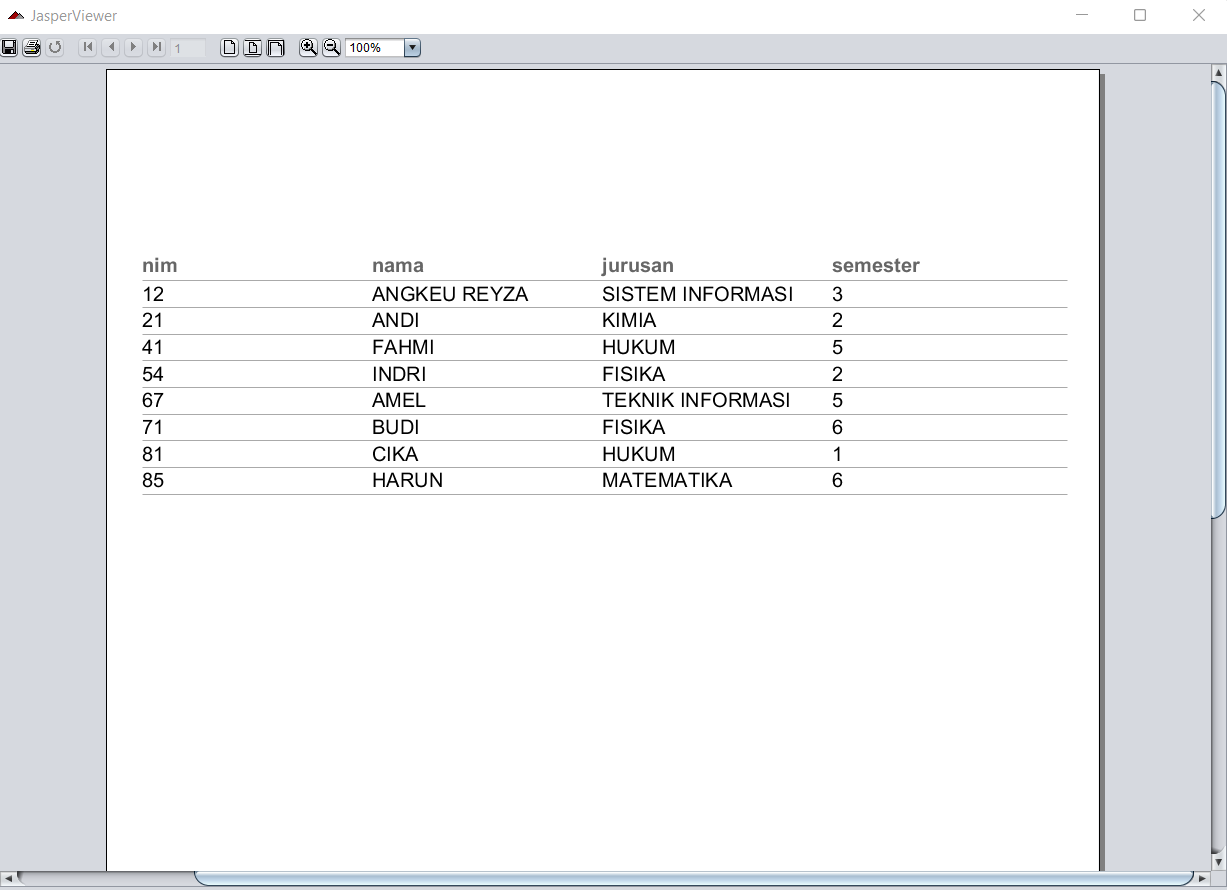 JasperViewer
1 100%
nim nama jurusan semester
12 ANGKEU REYZA SISTEM INFORMASI 3
21 ANDI KIMIA 2
41 FAHMI HUKUM 5
54 INDRI FISIKA 2
67 AMEL TEKNIK INFORMASI 5
71 BUDI FISIKA 6
81 CIKA HUKUM 1
85 HARUN MATEMATIKA 6